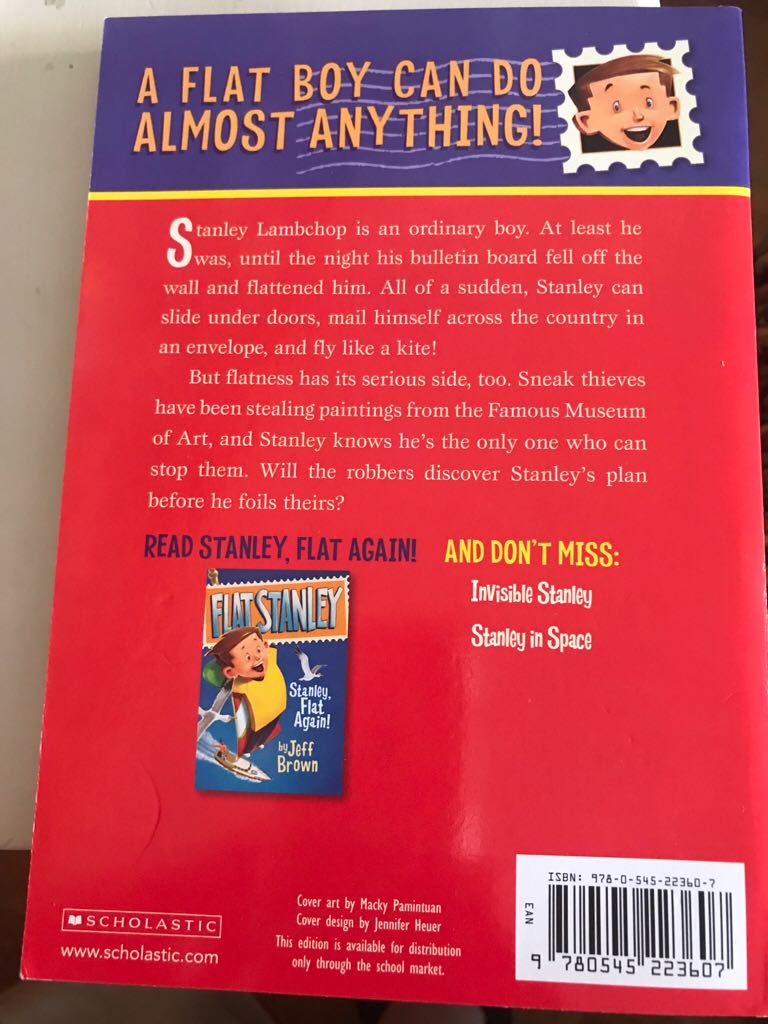 A FLAT BOY CAN DO
ALMOST ANYTHING!
Stanley Lambchop is an ordinary boy. At least he
was, until the night his bulletin board fell off the
wall and flattened him. All of a sudden, Stanley can
slide under doors, mail himself across the country in
an envelope, and fly like a kite!
But flatness has its serious side, too. Sneak thieves
have been stealing paintings from the Famous Museum
of Art, and Stanley knows he's the only one who can
stop them. Will the robbers discover Stanley's plan
before he foils theirs?
READ STANLEY, FLAT AGAIN!
FLAT STANLEY
Stanley,
Flat
Again!
by Jeff
Brown
AND DON'T MISS:
Invisible Stanley
Stanley in Space
SCHOLASTIC
www.scholastic.com
Cover art by Macky Pamintuan
Cover design by Jennifer Heuer
This edition is available for distribution
only through the school market.
ISBN: 978-0-545-22360-7
EAN
9 780545 223607